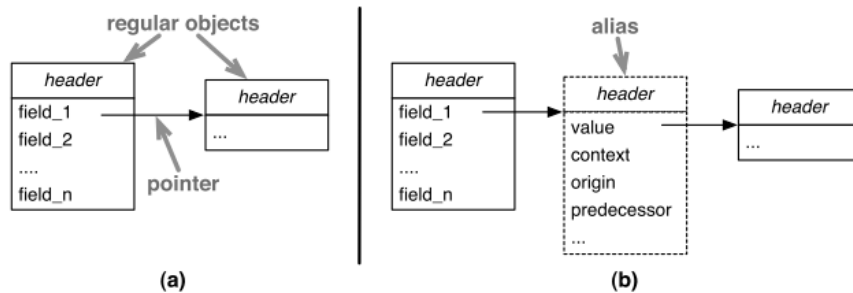 regular objects
header
field_1
field_2
....
field_n
header
...
pointer
(a)
alias
header
field_1
field_2
....
field_n
header
value
context
origin
predecessor
...
header
...
(b)